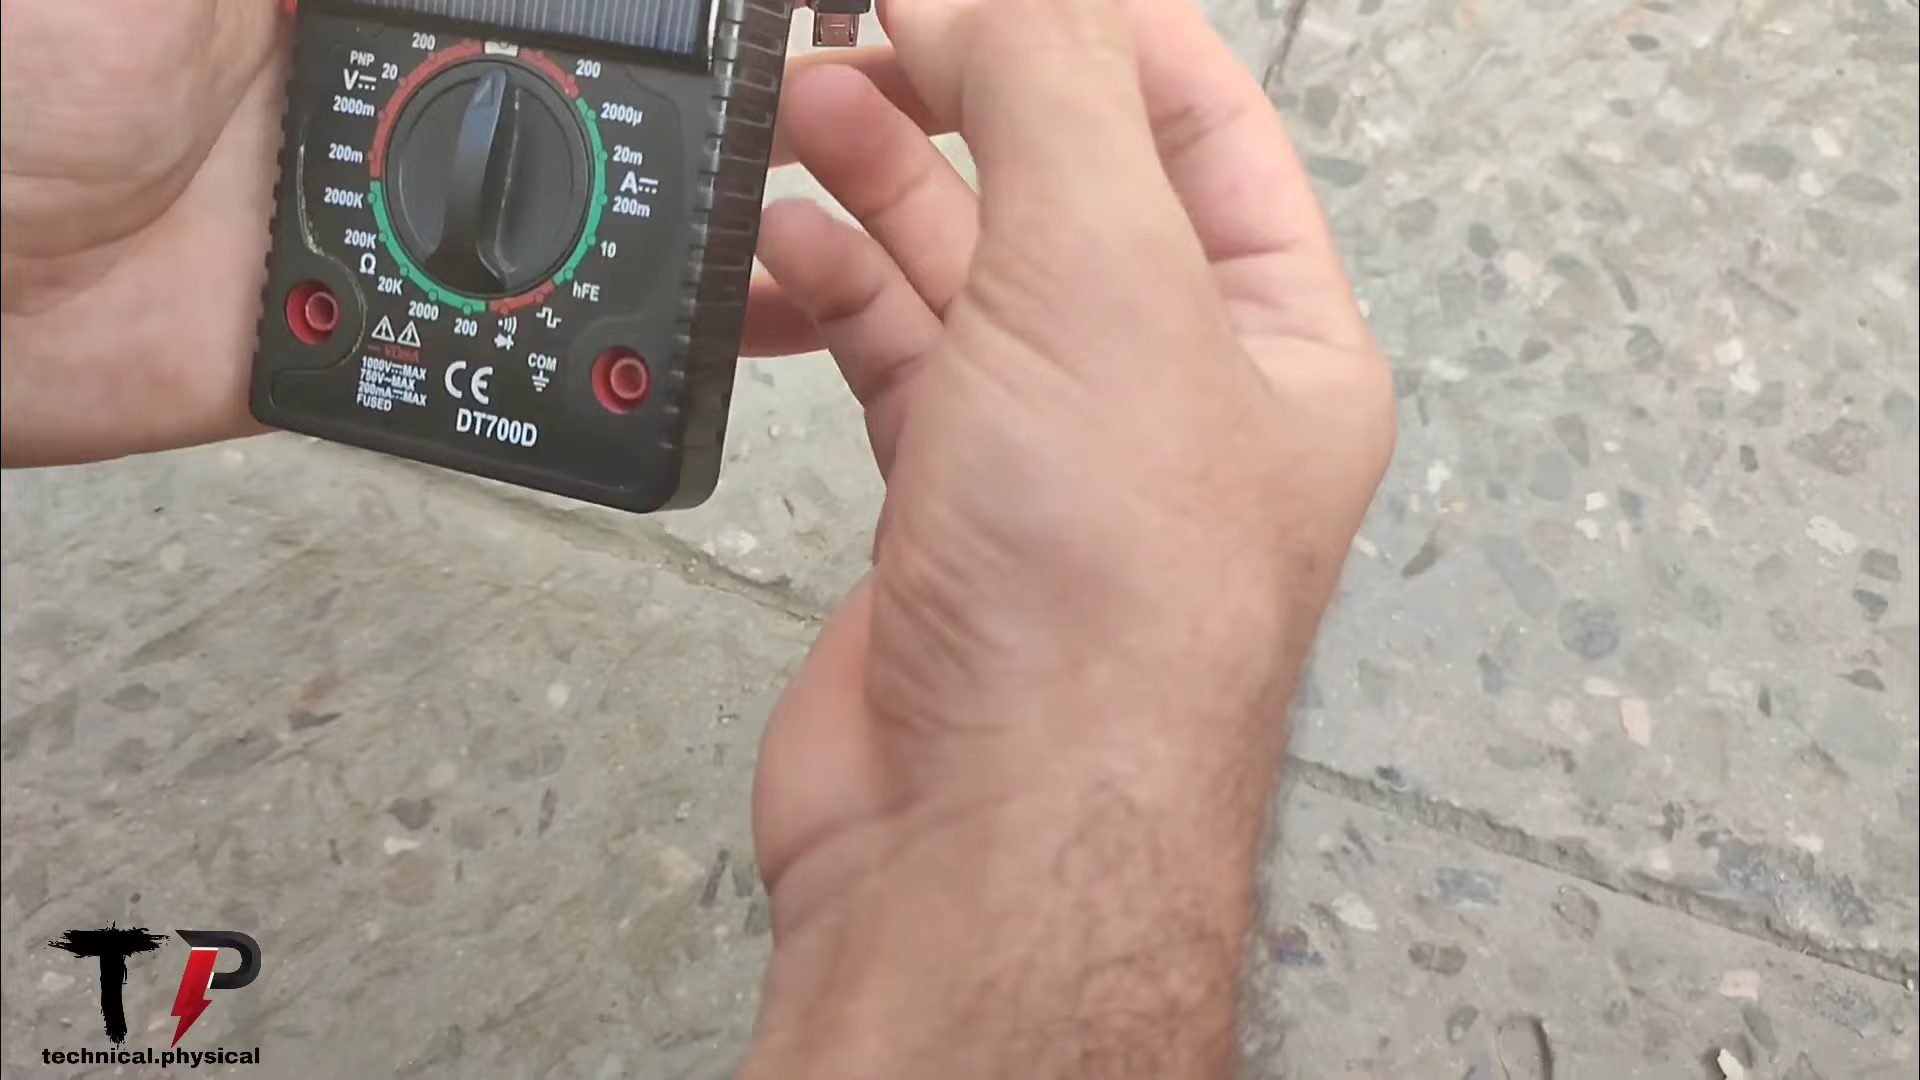 200
PNP
20
200
V
2000m
2000µ
200m
20m
A
2000K
200m
200K
10
Ω
20K
hFE
2000
200
COM
1000V MAX
750V~MAX
200mA MAX
FUSED
CE
DT700D
TP
technical.physical